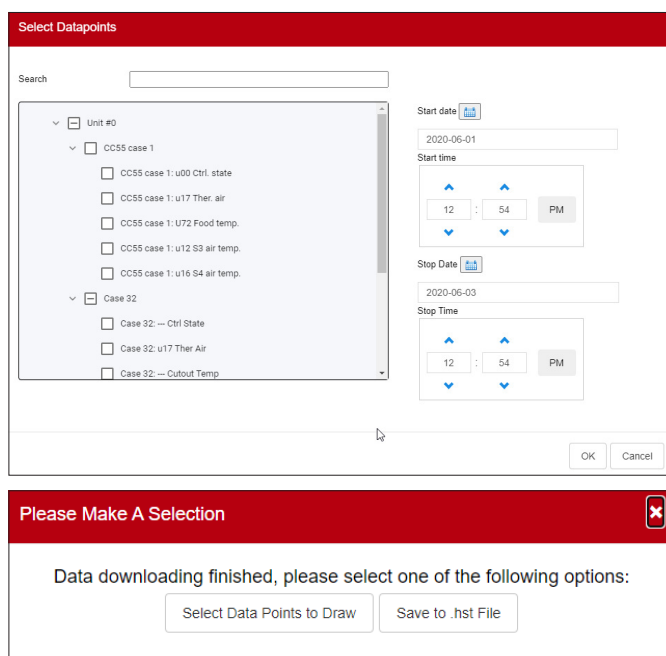 Select Datapoints
Search
Unit #0
CC55 case 1
CC55 case 1: u00 Ctrl. state
CC55 case 1: u17 Ther. air
CC55 case 1: U72 Food temp.
CC55 case 1: u12 S3 air temp.
CC55 case 1: u16 S4 air temp.
Case 32
Case 32: --- Ctrl State
Case 32: u17 Ther Air
Case 32: --- Cutout Temp
Start date
2020-06-01
Start time
12 : 54 PM
Stop Date
2020-06-03
Stop Time
12 : 54 PM
OK Cancel
Please Make A Selection
Data downloading finished, please select one of the following options:
Select Data Points to Draw Save to .hst File